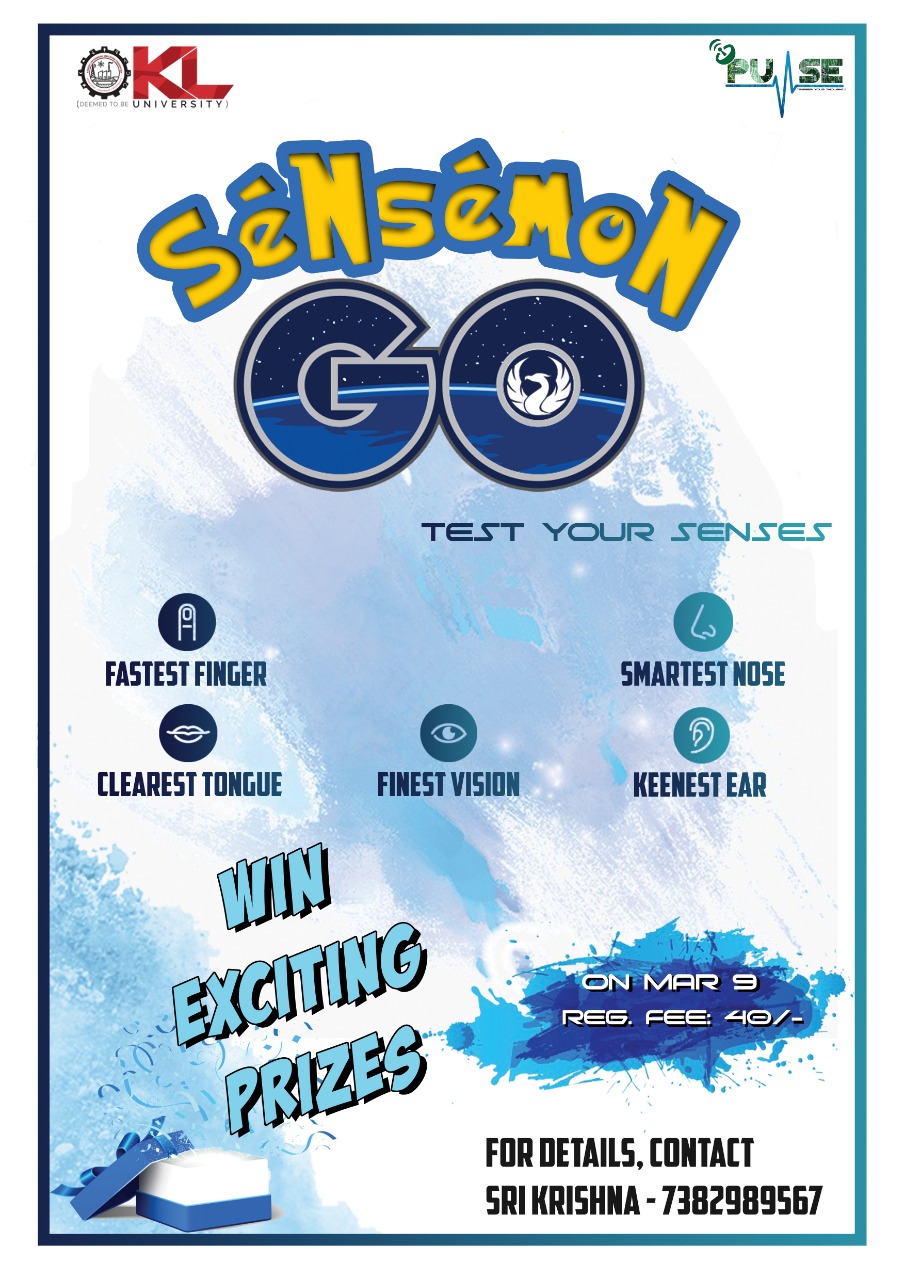 KL
(DEEMED TO BE UNIVERSITY)
PULSE
SéNséMoN
GO
TEST YOUR SENSES
FASTEST FINGER
SMARTEST NOSE
CLEAREST TONGUE
FINEST VISION
KEENEST EAR
WIN
EXCITING
PRIZES
ON MAR 9
REG. FEE: 40/-
FOR DETAILS, CONTACT
SRI KRISHNA - 7382989567